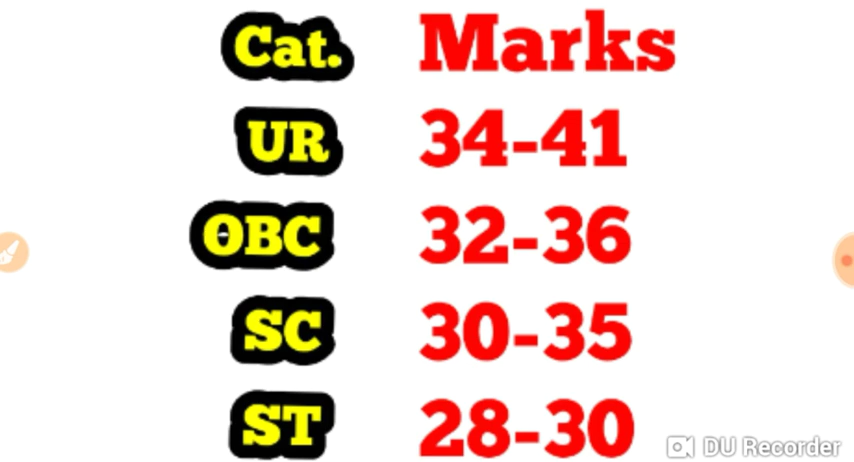 Cat. Marks
UR 34-41
OBC 32-36
SC 30-35
ST 28-30
DU Recorder